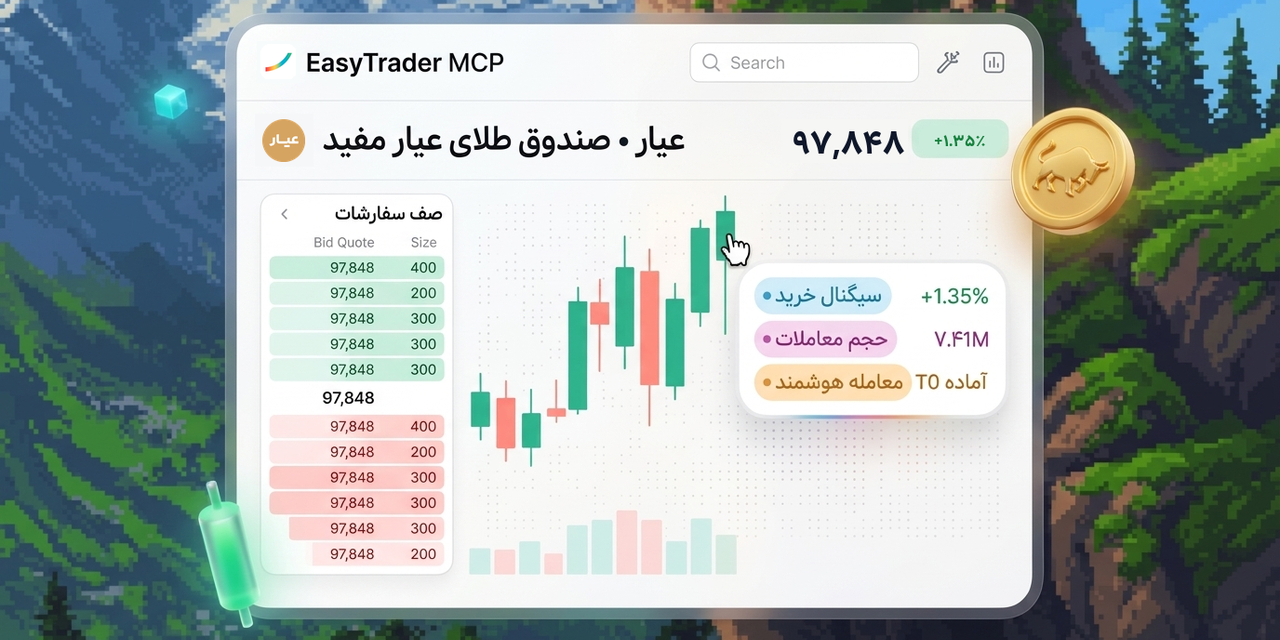 EasyTrader MCP
Search
عیار
عیار • صندوق طلای عیار مفید
۹۷,۸۴۸
+۱.۳۵٪
صف سفارشات
Bid Quote Size
97,848 400
97,848 200
97,848 300
97,848 300
97,848 300
97,848
97,848 400
97,848 200
97,848 300
97,848 300
97,848 300
97,848 200
سیگنال خرید +1.35%
حجم معاملات ۷.۴۱M
معامله هوشمند آماده T0